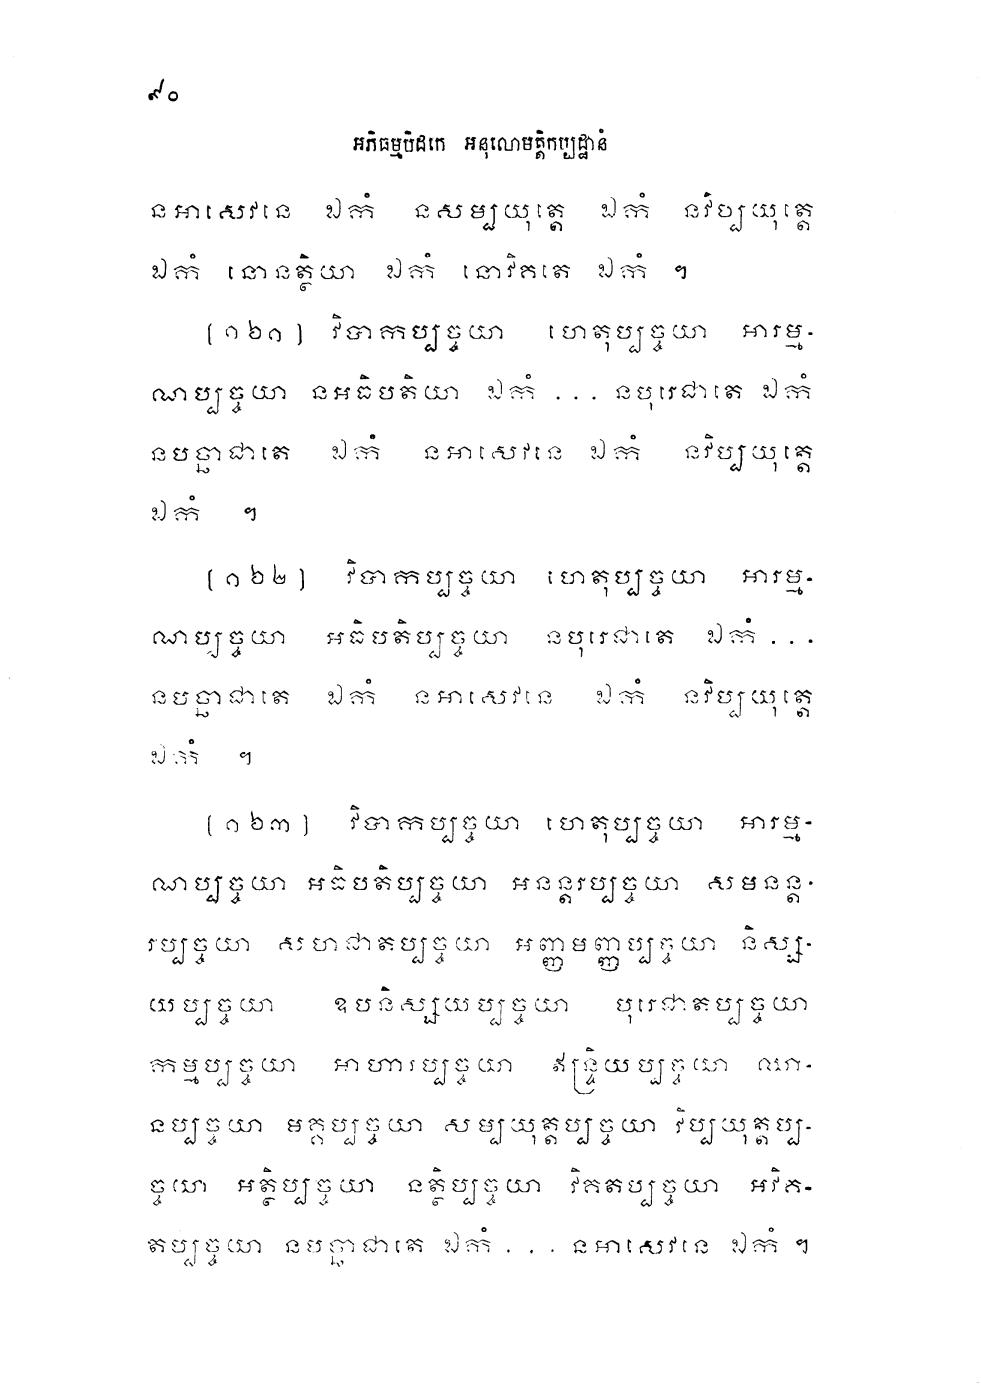 ៩០
អភិធម្មបិដកេ អនុលោមត្តិកប្បដ្ឋានំ
នអាសេវនេ ឯកំ នសម្បយុត្តេ ឯកំ នវិប្បយុត្តេ
ឯកំ នោនត្ថិយា ឯកំ នោវិគតេ ឯកំ ។
(១៦១) វិបាកប្បច្ចយា ហេតុប្បច្ចយា អារម្ម-
ណប្បច្ចយា នអធិបតិយា ឯកំ ... នបុរេជាតេ ឯកំ
នបច្ឆាជាតេ ឯកំ នអាសេវនេ ឯកំ នវិប្បយុត្តេ
ឯកំ ។
(១៦២) វិបាកប្បច្ចយា ហេតុប្បច្ចយា អារម្ម-
ណប្បច្ចយា អធិបតិប្បច្ចយា នបុរេជាតេ ឯកំ ...
នបច្ឆាជាតេ ឯកំ នអាសេវនេ ឯកំ នវិប្បយុត្តេ
ឯកំ ។
(១៦៣) វិបាកប្បច្ចយា ហេតុប្បច្ចយា អារម្ម-
ណប្បច្ចយា អធិបតិប្បច្ចយា អនន្តរប្បច្ចយា សមនន្ត-
រប្បច្ចយា សហជាតប្បច្ចយា អញ្ញមញ្ញប្បច្ចយា និស្ស-
យប្បច្ចយា ឧបនិស្សយប្បច្ចយា បុរេជាតប្បច្ចយា
កម្មប្បច្ចយា អាហារប្បច្ចយា ឥន្ទ្រិយប្បច្ចយា ឈា-
នប្បច្ចយា មគ្គប្បច្ចយា សម្បយុត្តប្បច្ចយា វិប្បយុត្តប្ប-
ច្ចយា អត្ថិប្បច្ចយា នត្ថិប្បច្ចយា វិគតប្បច្ចយា អវិគ-
តប្បច្ចយា នបច្ឆាជាតេ ឯកំ ... នអាសេវនេ ឯកំ ។